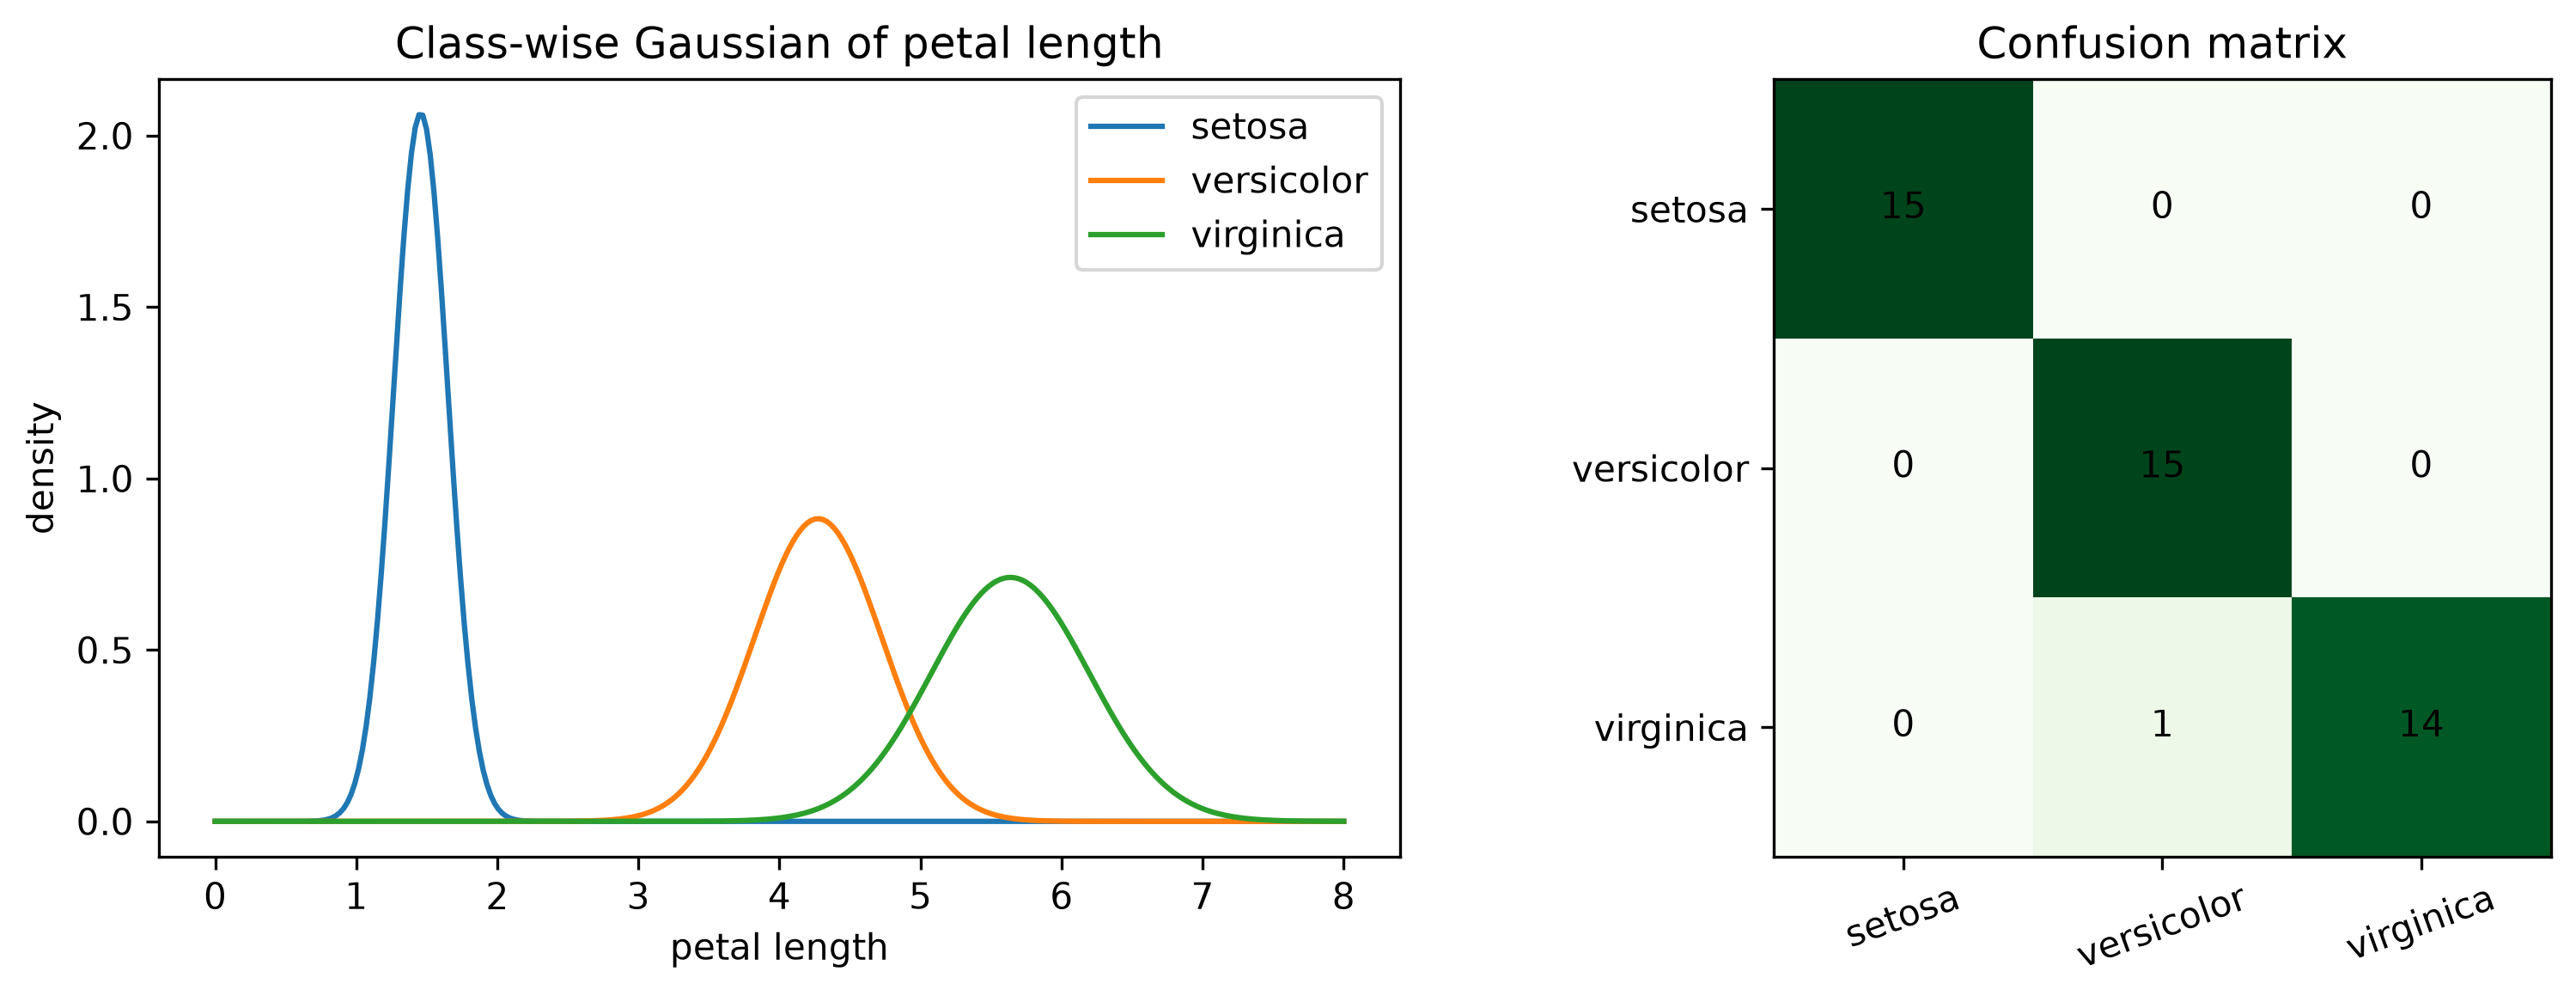 Class-wise Gaussian of petal length
2.0
1.5
1.0
0.5
0.0
density
0 1 2 3 4 5 6 7 8
petal length
setosa
versicolor
virginica
Confusion matrix
setosa 15 0 0
versicolor 0 15 0
virginica 0 1 14
setosa versicolor virginica